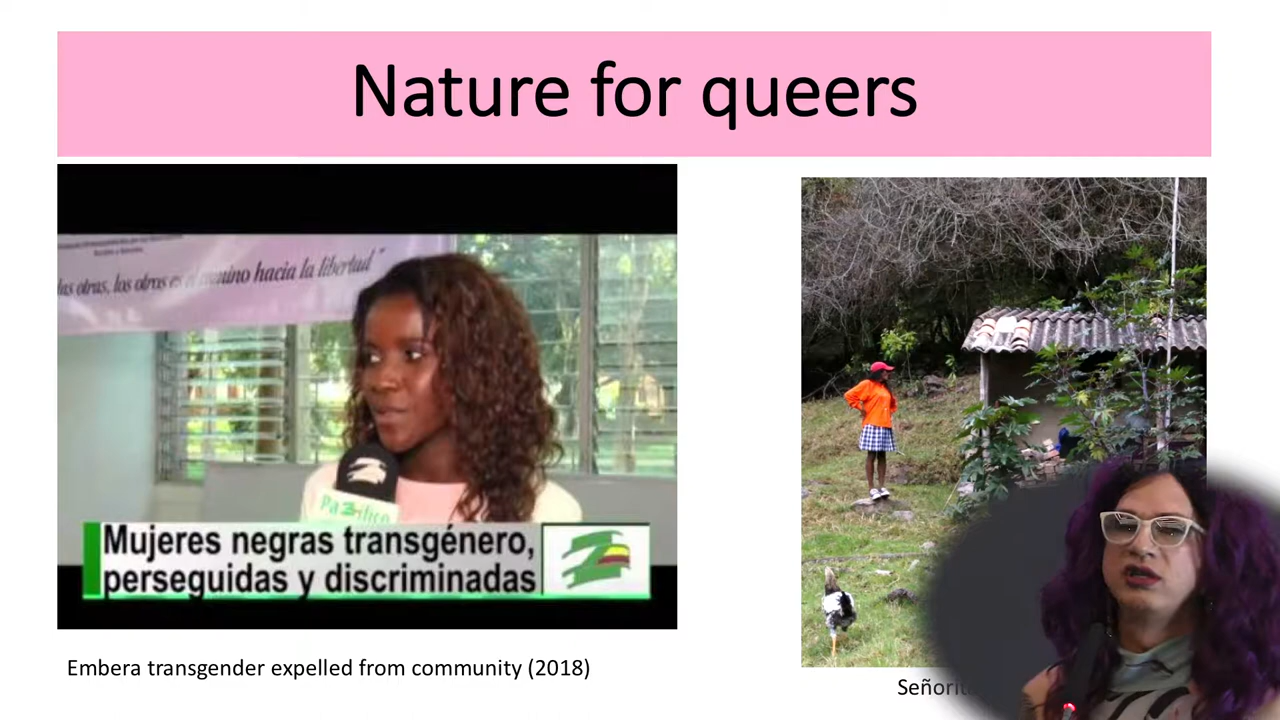 Nature for queers
las otras, los otros es el camino hacia la libertad"
Pazífico
Mujeres negras transgénero,
perseguidas y discriminadas
Embera transgender expelled from community (2018)